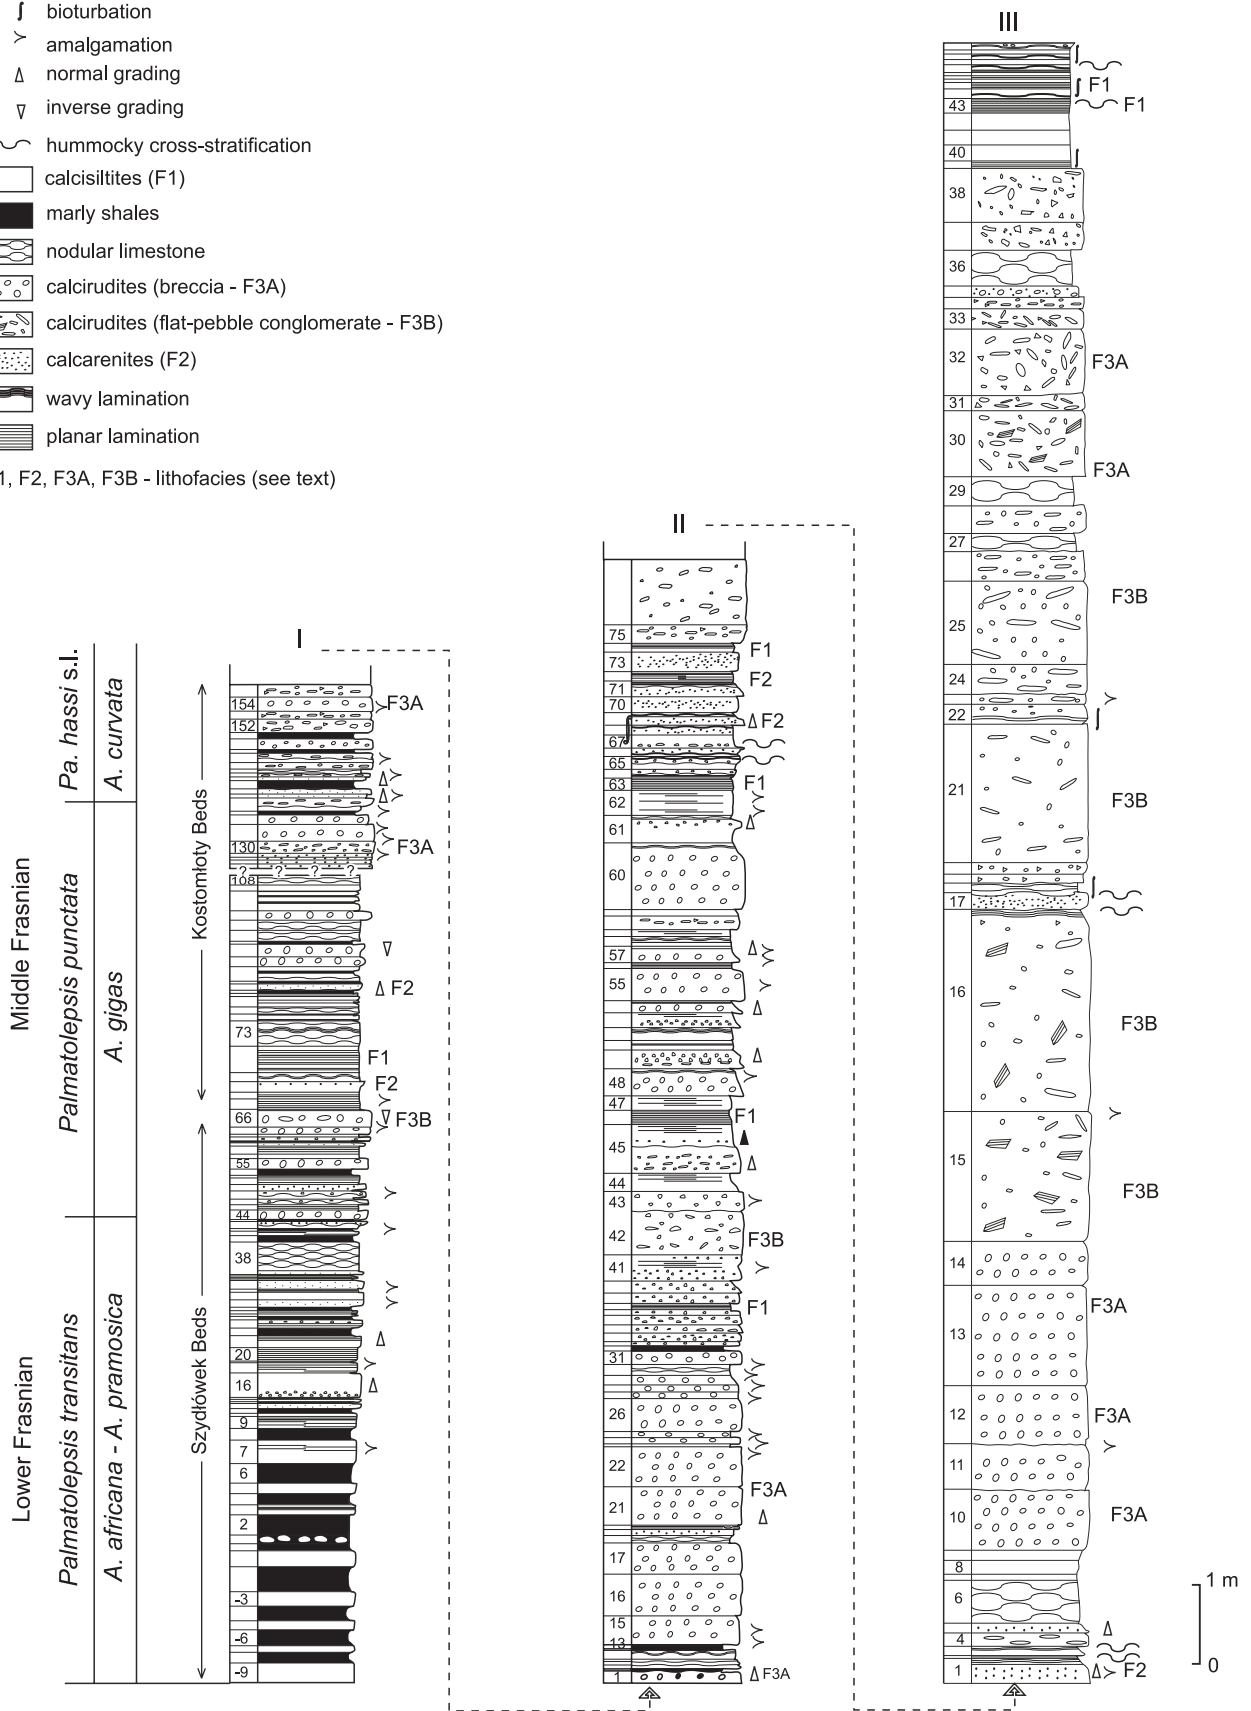 bioturbation
amalgamation
normal grading
inverse grading
hummocky cross-stratification
calcisiltites (F1)
marly shales
nodular limestone
calcirudites (breccia - F3A)
calcirudites (flat-pebble conglomerate - F3B)
calcarenites (F2)
wavy lamination
planar lamination
1, F2, F3A, F3B - lithofacies (see text)
Middle Frasnian
Lower Frasnian
Pa. hassi s.l.
Palmatolepsis punctata
Palmatolepsis transitans
A. curvata
A. gigas
A. africana - A. pramosica
Kostomłoty Beds
Szydłówek Beds
I
154
F3A
152
130
F3A
? ? ? ?
108
F2
73
F1
F2
66
F3B
55
44
38
20
16
9
7
6
2
-3
-6
-9
II
75
F1
73
F2
71
70
F2
67
65
63
F1
62
61
60
57
55
48
47
F1
45
44
43
42
F3B
41
F1
31
26
22
F3A
21
17
16
15
13
1
F3A
III
F1
43
F1
40
38
36
33
32
F3A
31
30
F3A
29
27
F3B
25
24
22
21
F3B
17
16
F3B
15
F3B
14
F3A
13
12
F3A
11
10
F3A
8
6
4
1
F2
1 m
0